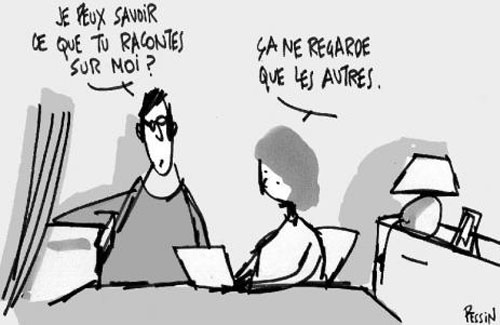 JE PEUX SAVOIR
CE QUE TU RACONTES
SUR MOI ?
ÇA NE REGARDE
QUE LES AUTRES.
PESSIN